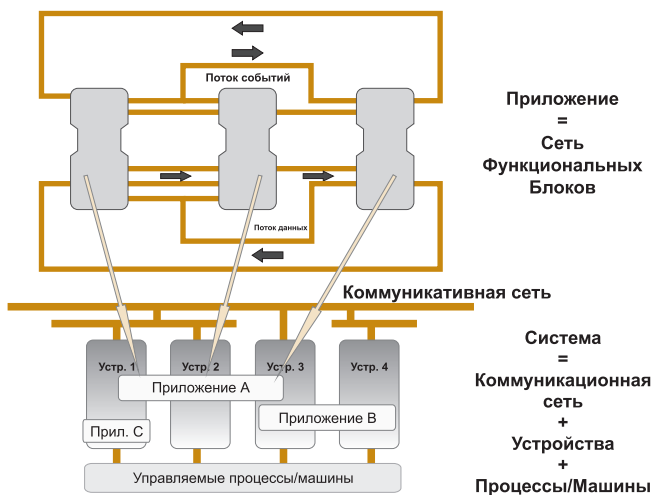 Поток событий
Приложение
=
Сеть
Функциональных
Блоков
Поток данных
Коммуникативная сеть
Устр. 1
Устр. 2
Устр. 3
Устр. 4
Приложение A
Прил. C
Приложение B
Управляемые процессы/машины
Система
=
Коммуникационная
сеть
+
Устройства
+
Процессы/Машины